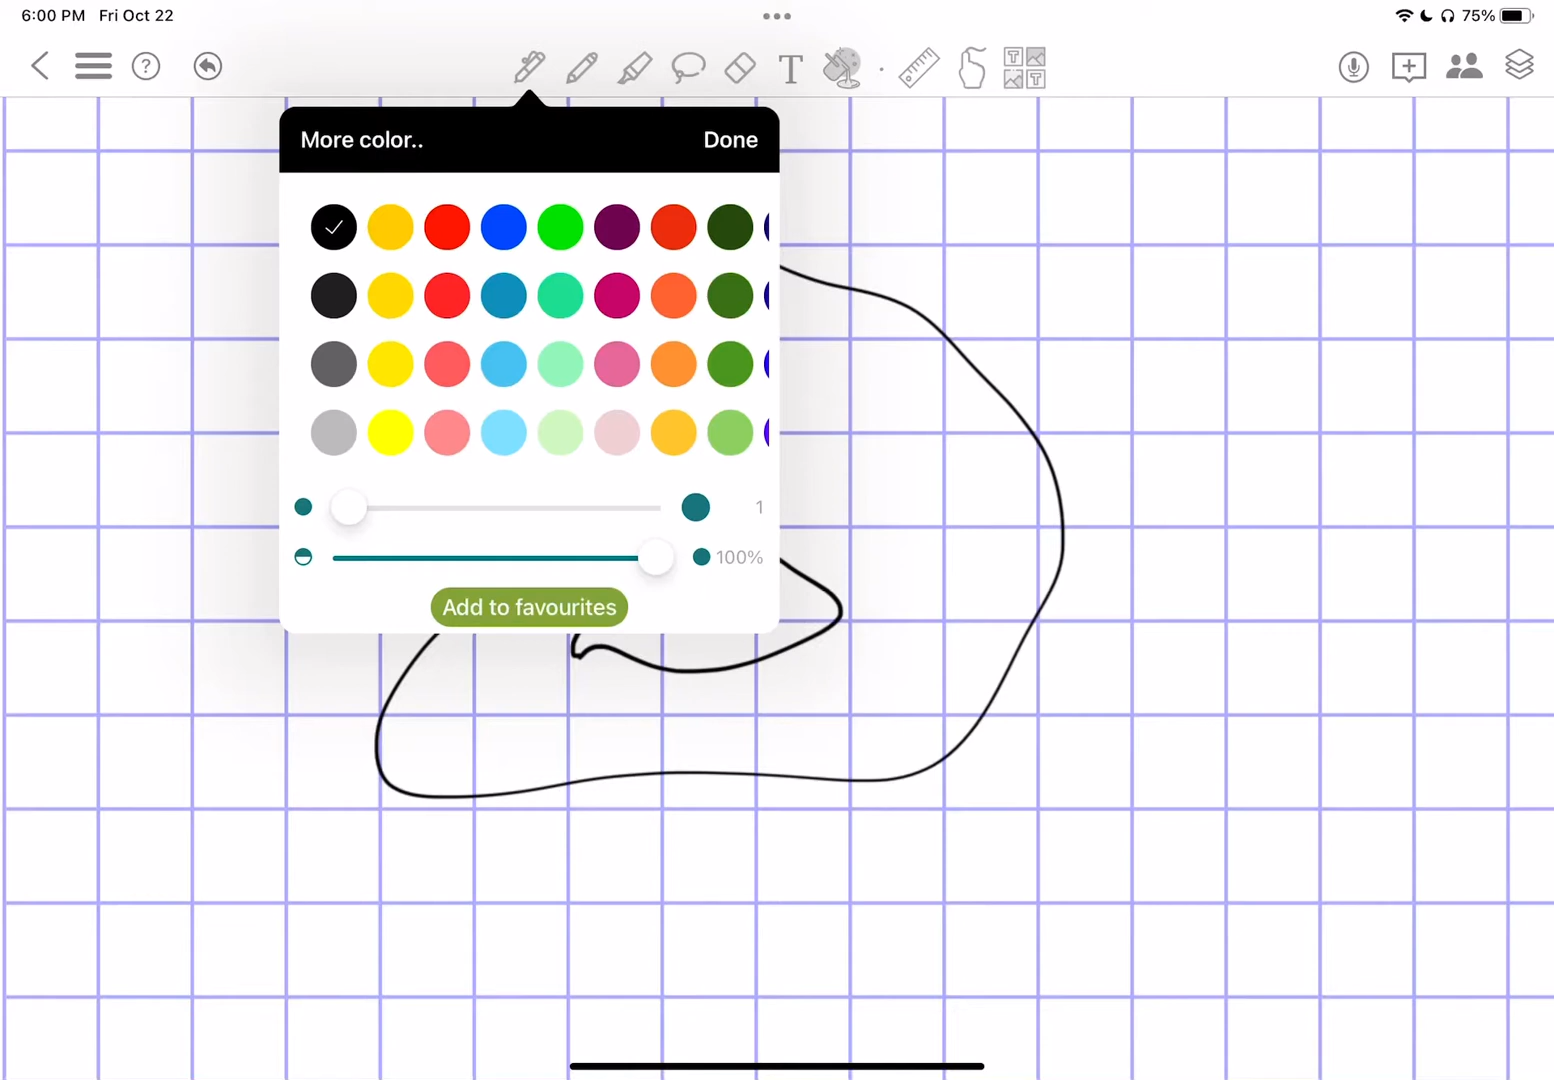 6:00 PM Fri Oct 22
75%
T
More color..
Done
1
100%
Add to favourites